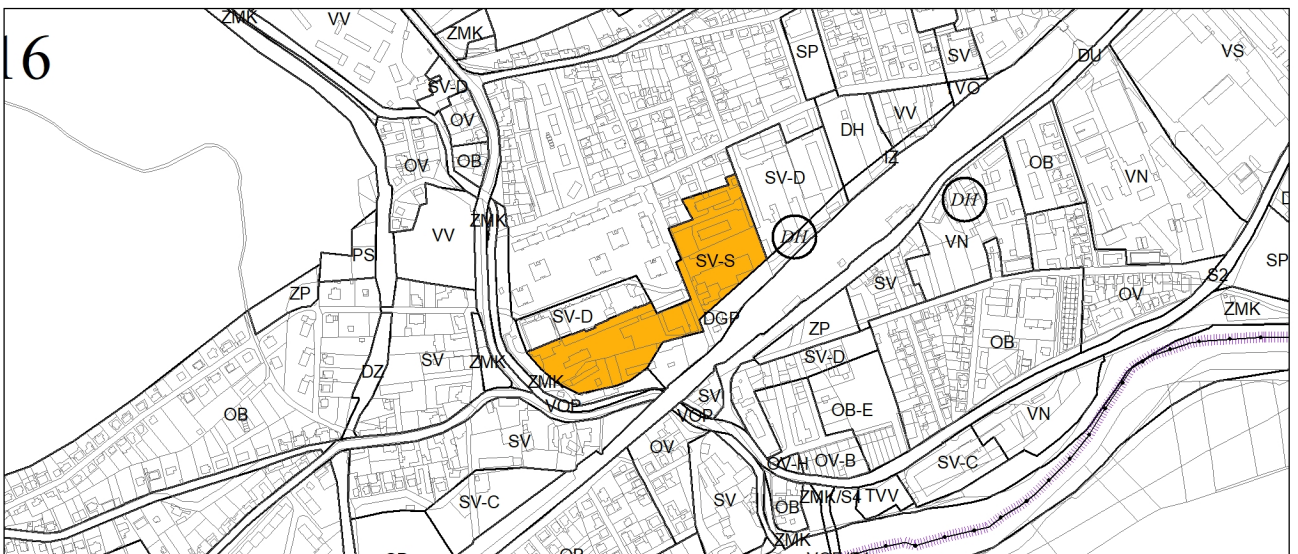 16
ZMK
VV
ZMK
SP
SV
DU
VS
SV-D
OV
VV
DH
OV
OB
IZ
OB
SV-D
VN
ZMK
DH
DH
VV
VN
PS
SV-S
SP
S2
SV
OV
ZP
ZMK
SV-D
DGP
ZP
OB
SV-D
SV
ZMK
DZ
ZMK
SV
VOP
OB-E
VN
OB
VOP
SV
OV
OV-H
OV-B
SV-C
SV-C
SV
OB
ZMK/S4
TVV
ZMK